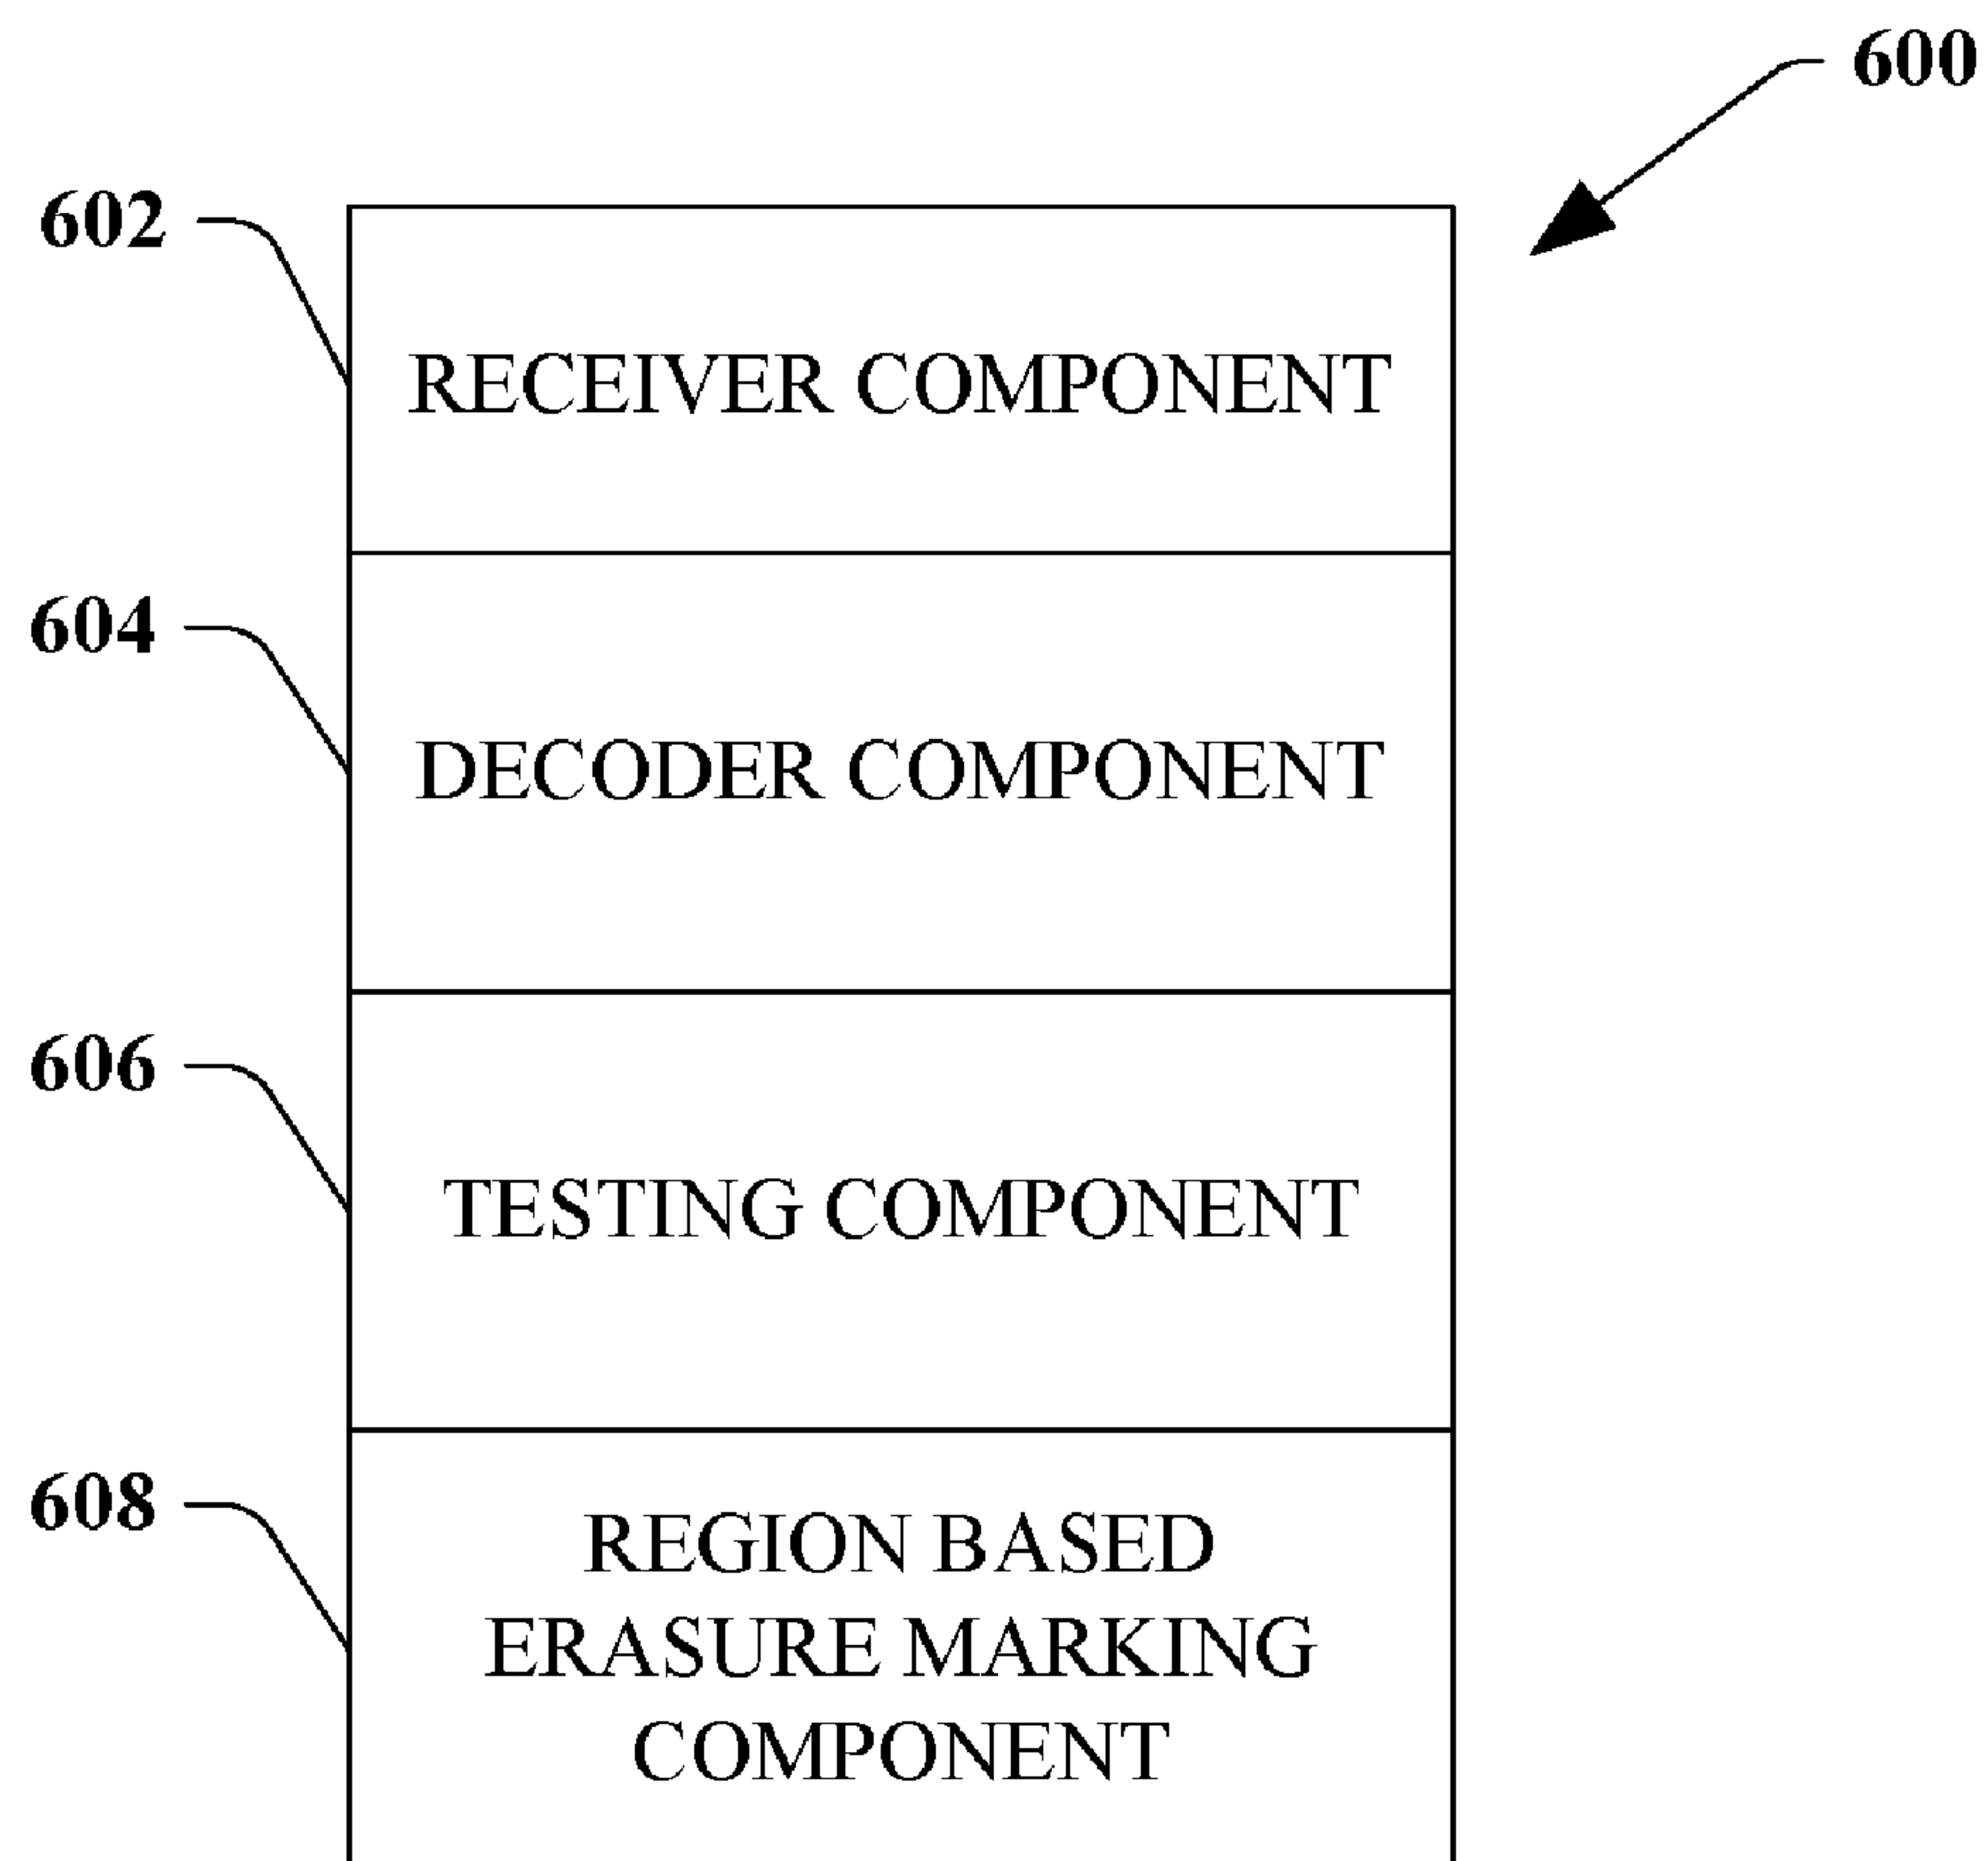 600
602
RECEIVER COMPONENT
604
DECODER COMPONENT
606
TESTING COMPONENT
608
REGION BASED
ERASURE MARKING
COMPONENT